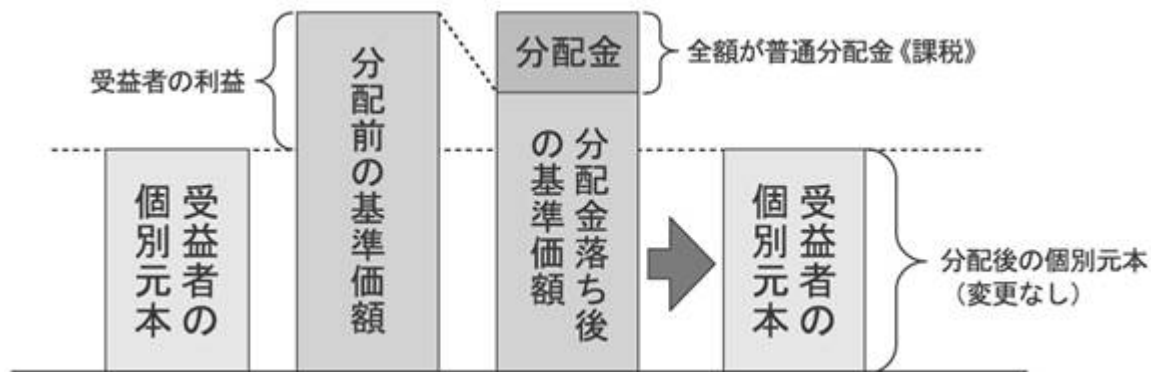 受益者の利益
受益者の
個別元本
分配前の基準価額
分配金
全額が普通分配金《課税》
分配金落ち後
の基準価額
受益者の
個別元本
分配後の個別元本
（変更なし）